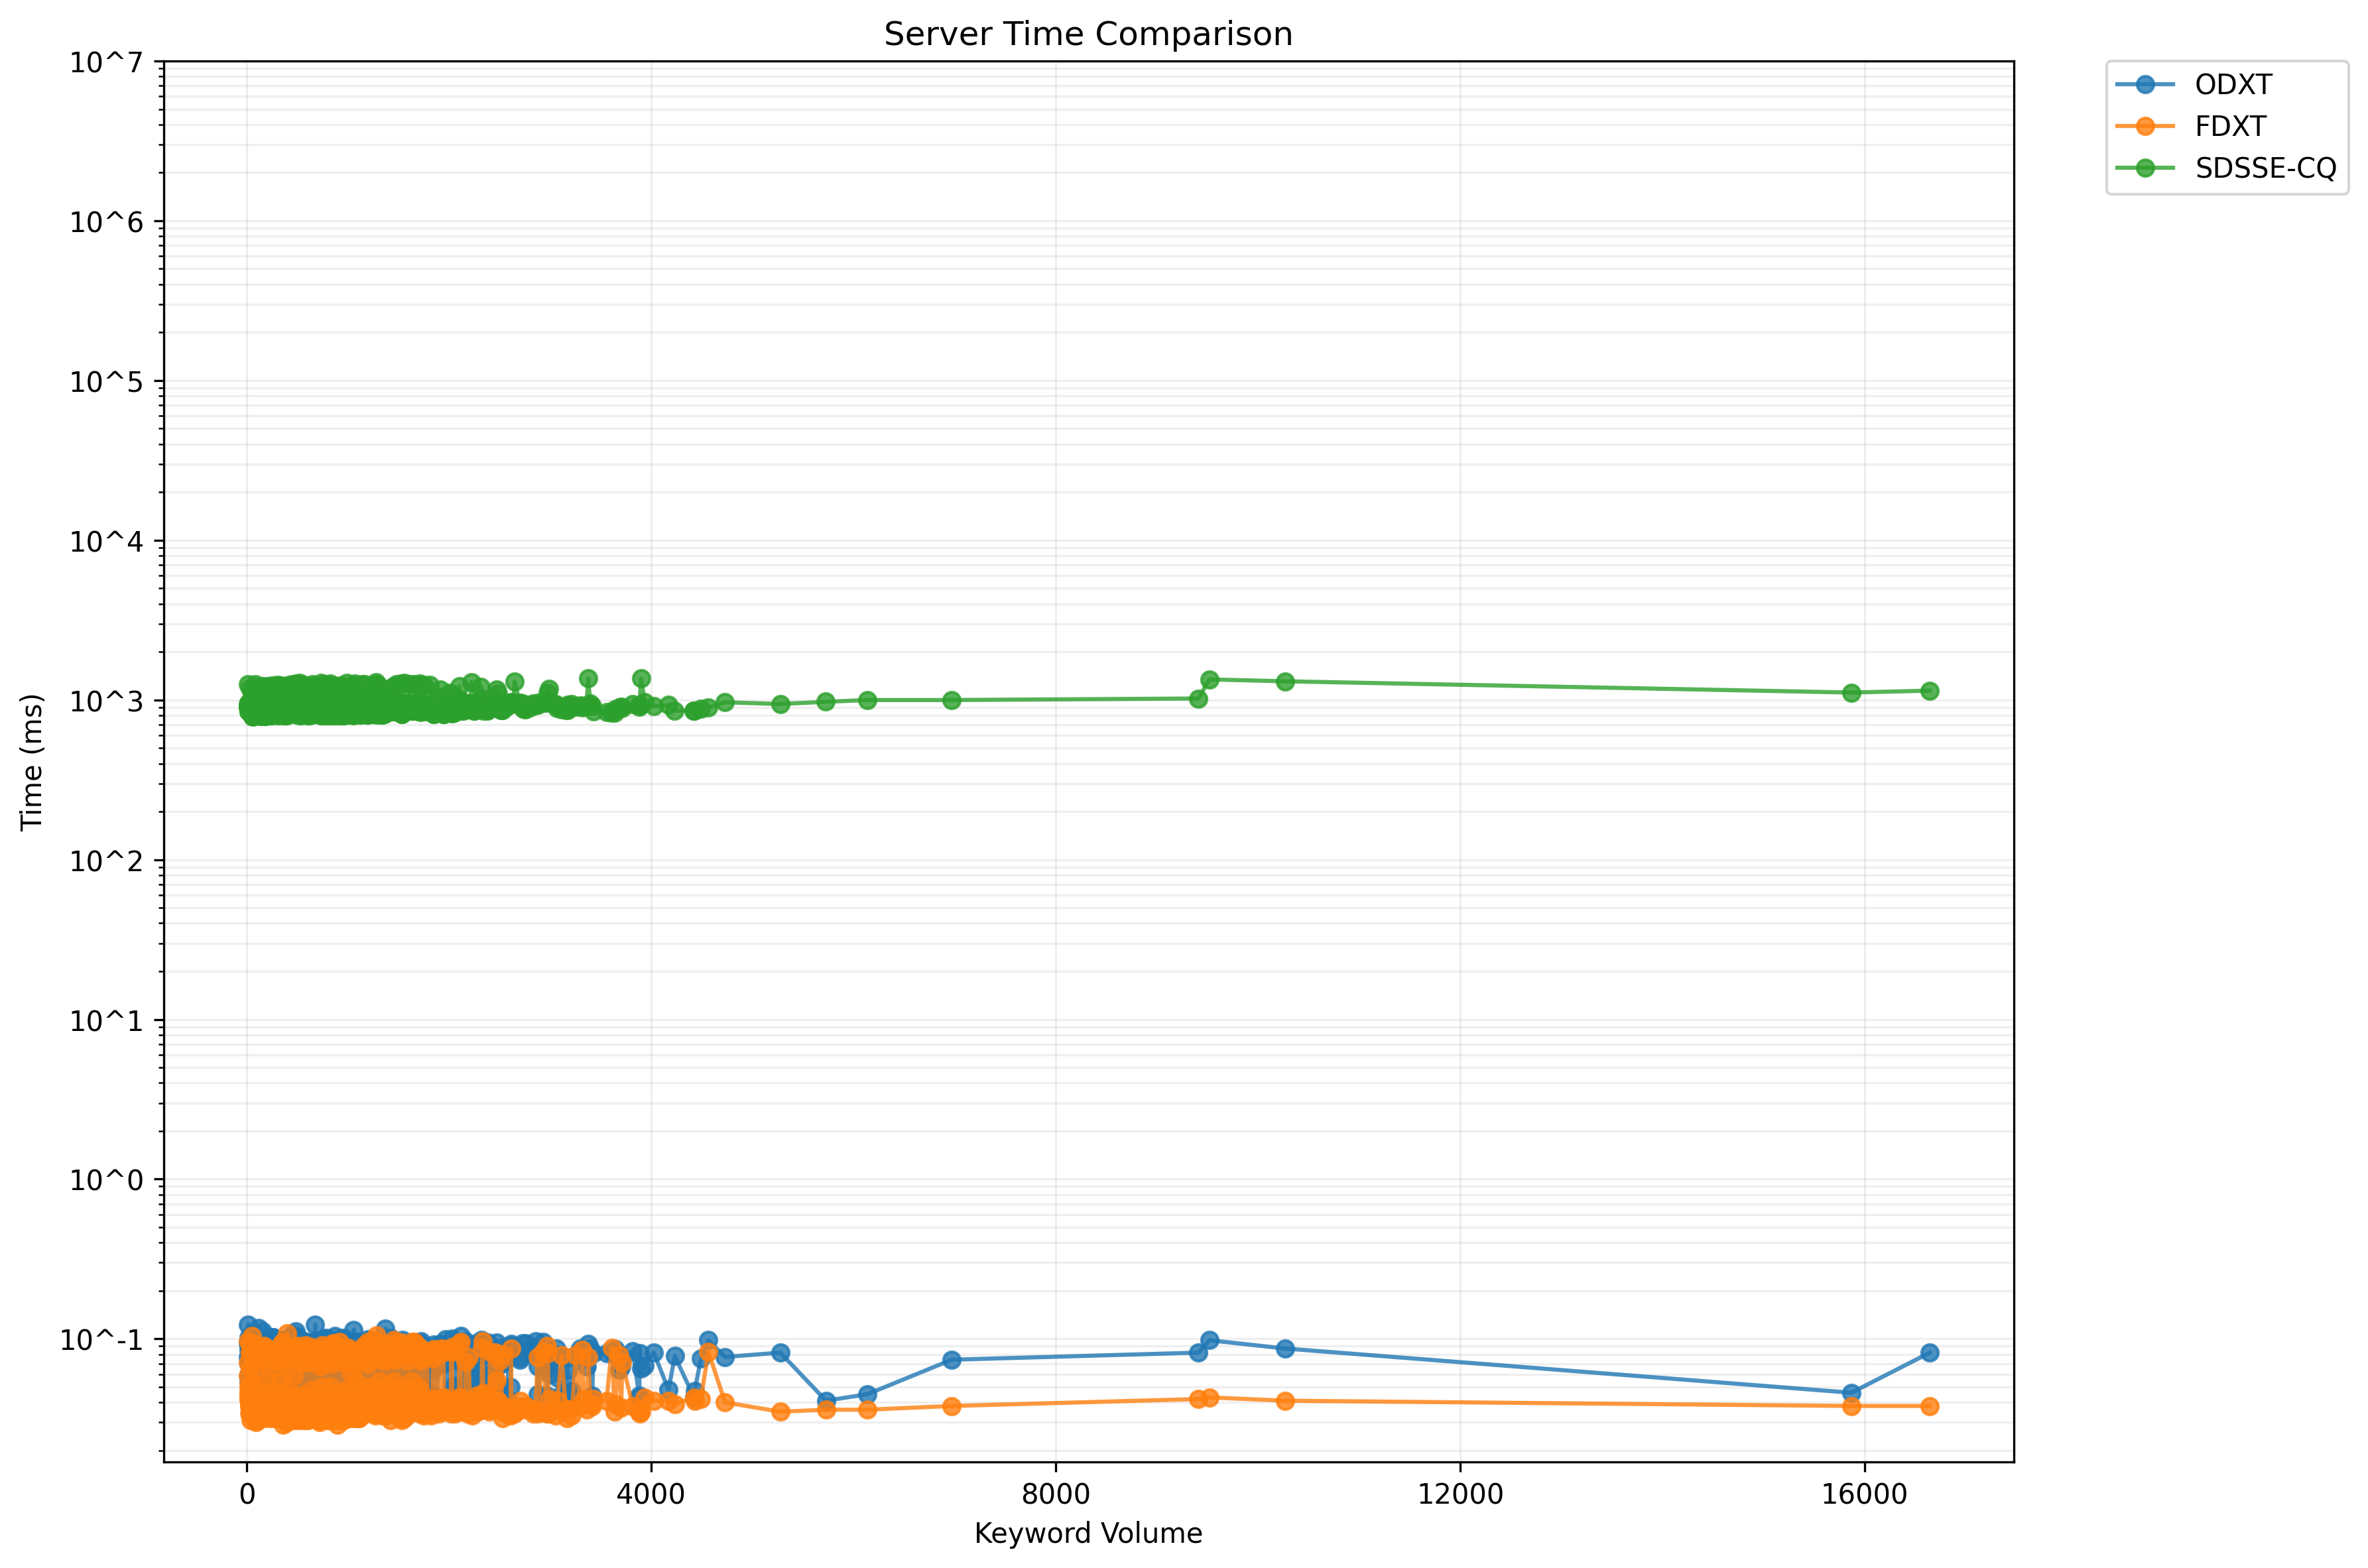 Server Time Comparison
10^7
10^6
10^5
10^4
10^3
10^2
10^1
10^0
10^-1
Time (ms)
0 4000 8000 12000 16000
Keyword Volume
ODXT
FDXT
SDSSE-CQ